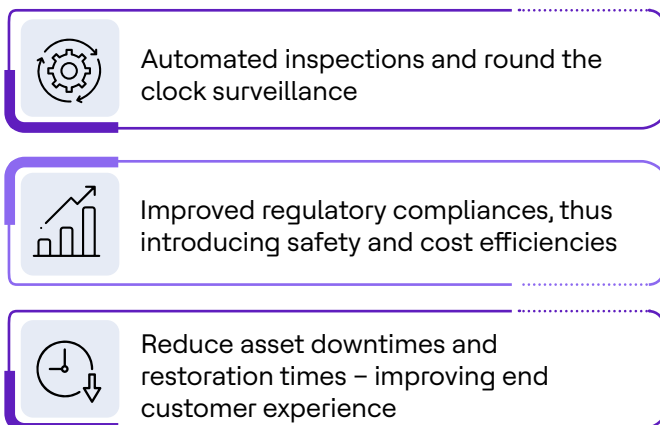 Automated inspections and round the
clock surveillance
Improved regulatory compliances, thus
introducing safety and cost efficiencies
Reduce asset downtimes and
restoration times – improving end
customer experience